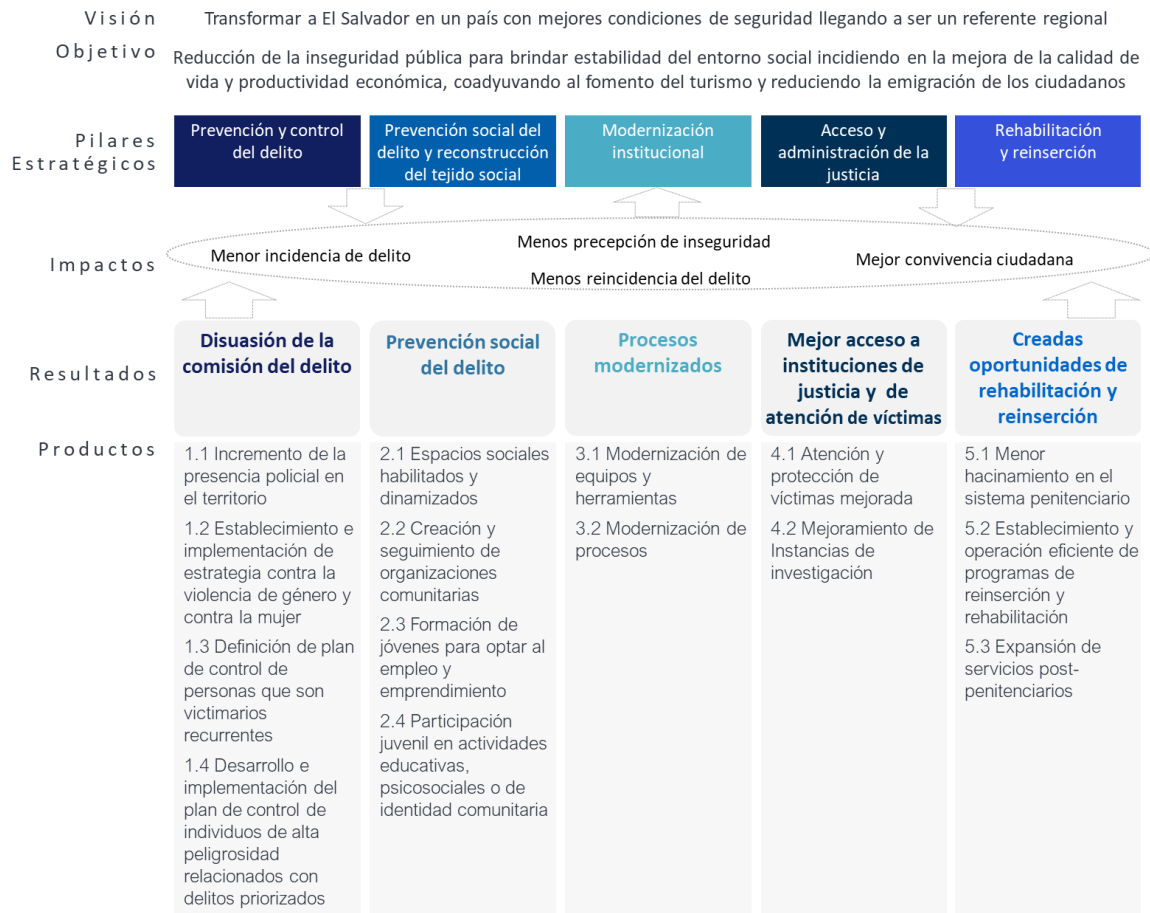 Visión
Transformar a El Salvador en un país con mejores condiciones de seguridad llegando a ser un referente regional
Objetivo
Reducción de la inseguridad pública para brindar estabilidad del entorno social incidiendo en la mejora de la calidad de
vida y productividad económica, coadyuvando al fomento del turismo y reduciendo la emigración de los ciudadanos
Pilares
Estratégicos
Prevención y control
del delito
Prevención social del
delito y reconstrucción
del tejido social
Modernización
institucional
Acceso y
administración de la
justicia
Rehabilitación
y reinserción
Impactos
Menor incidencia de delito
Menos precepción de inseguridad
Menos reincidencia del delito
Mejor convivencia ciudadana
Resultados
Disuasión de la
comisión del delito
Prevención social
del delito
Procesos
modernizados
Mejor acceso a
instituciones de
justicia y de
atención de víctimas
Creadas
oportunidades de
rehabilitación y
reinserción
Productos
1.1 Incremento de la
presencia policial en
el territorio
1.2 Establecimiento e
implementación de
estrategia contra la
violencia de género y
contra la mujer
1.3 Definición de plan
de control de
personas que son
victimarios
recurrentes
1.4 Desarrollo e
implementación del
plan de control de
individuos de alta
peligrosidad
relacionados con
delitos priorizados
2.1 Espacios sociales
habilitados y
dinamizados
2.2 Creación y
seguimiento de
organizaciones
comunitarias
2.3 Formación de
jóvenes para optar al
empleo y
emprendimiento
2.4 Participación
juvenil en actividades
educativas,
psicosociales o de
identidad comunitaria
3.1 Modernización de
equipos y
herramientas
3.2 Modernización de
procesos
4.1 Atención y
protección de
víctimas mejorada
4.2 Mejoramiento de
Instancias de
investigación
5.1 Menor
hacinamiento en el
sistema penitenciario
5.2 Establecimiento y
operación eficiente de
programas de
reinserción y
rehabilitación
5.3 Expansión de
servicios post-
penitenciarios